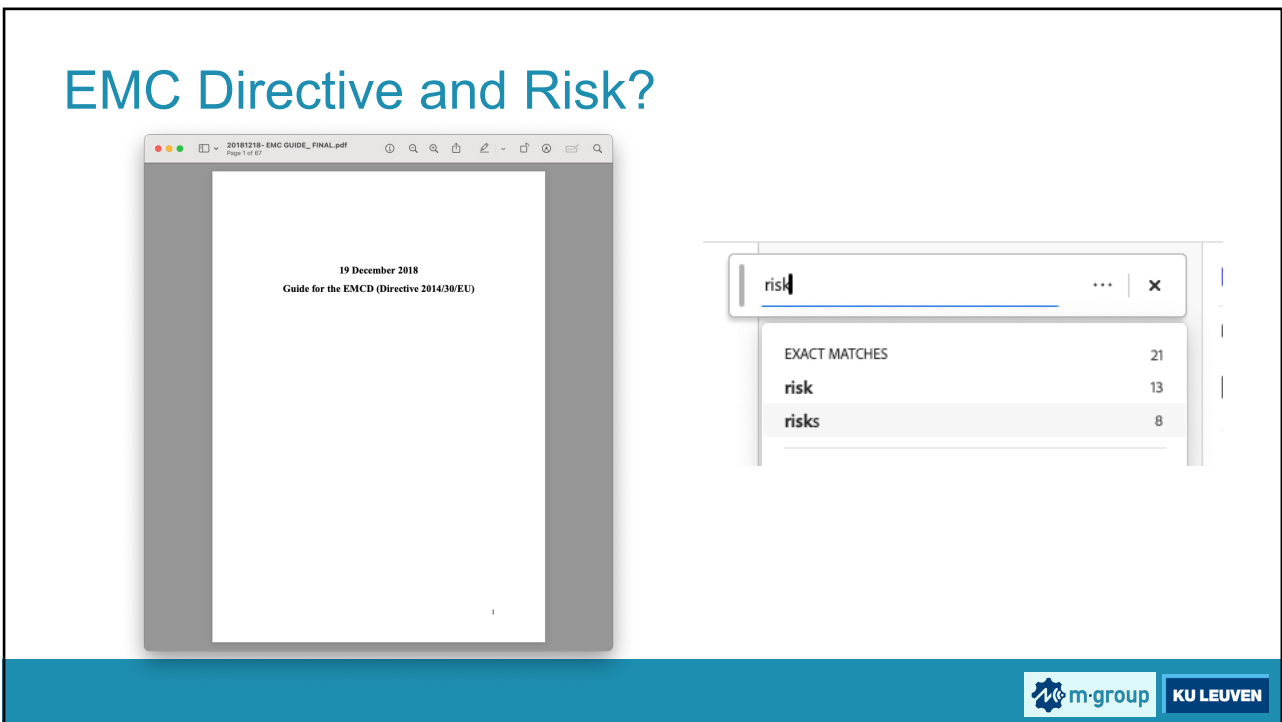 EMC Directive and Risk?
20181218- EMC GUIDE_ FINAL.pdf
Page 1 of 67
19 December 2018
Guide for the EMCD (Directive 2014/30/EU)
1
risk
EXACT MATCHES 21
risk 13
risks 8
m-group
KU LEUVEN